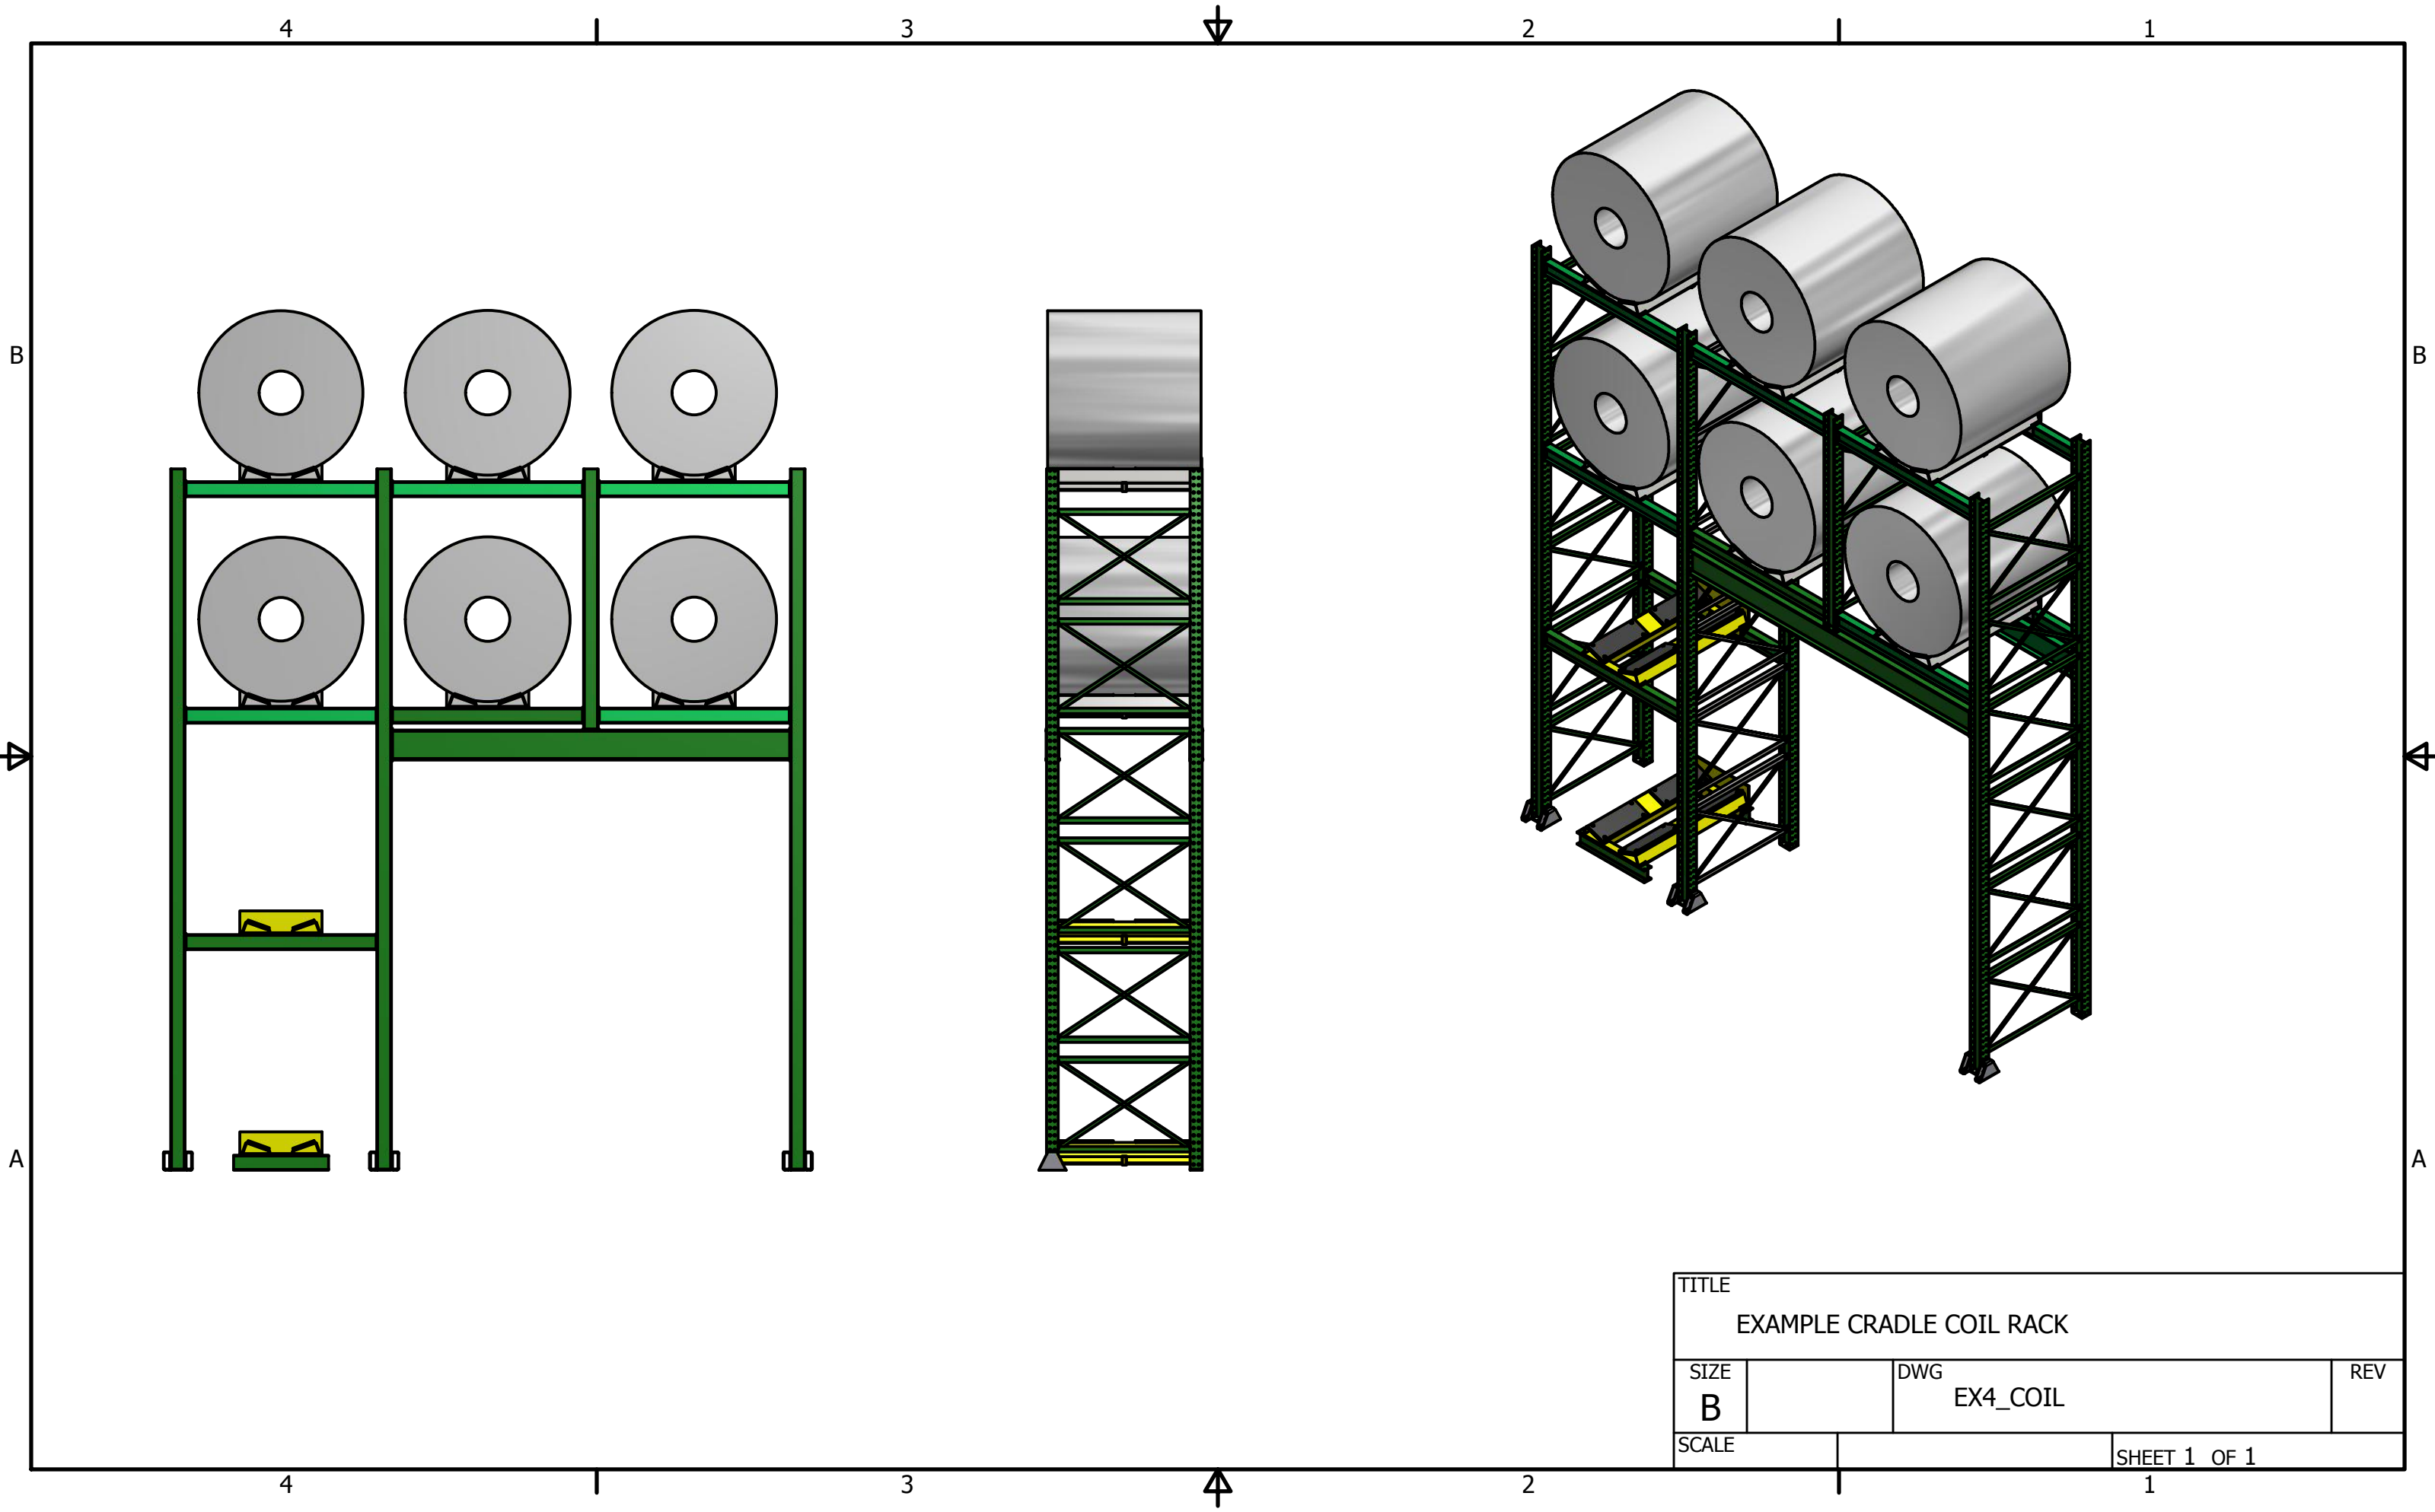 4 3 2 1
B B
A A
TITLE
EXAMPLE CRADLE COIL RACK
SIZE DWG REV
B EX4_COIL
SCALE SHEET 1 OF 1
4 3 2 1